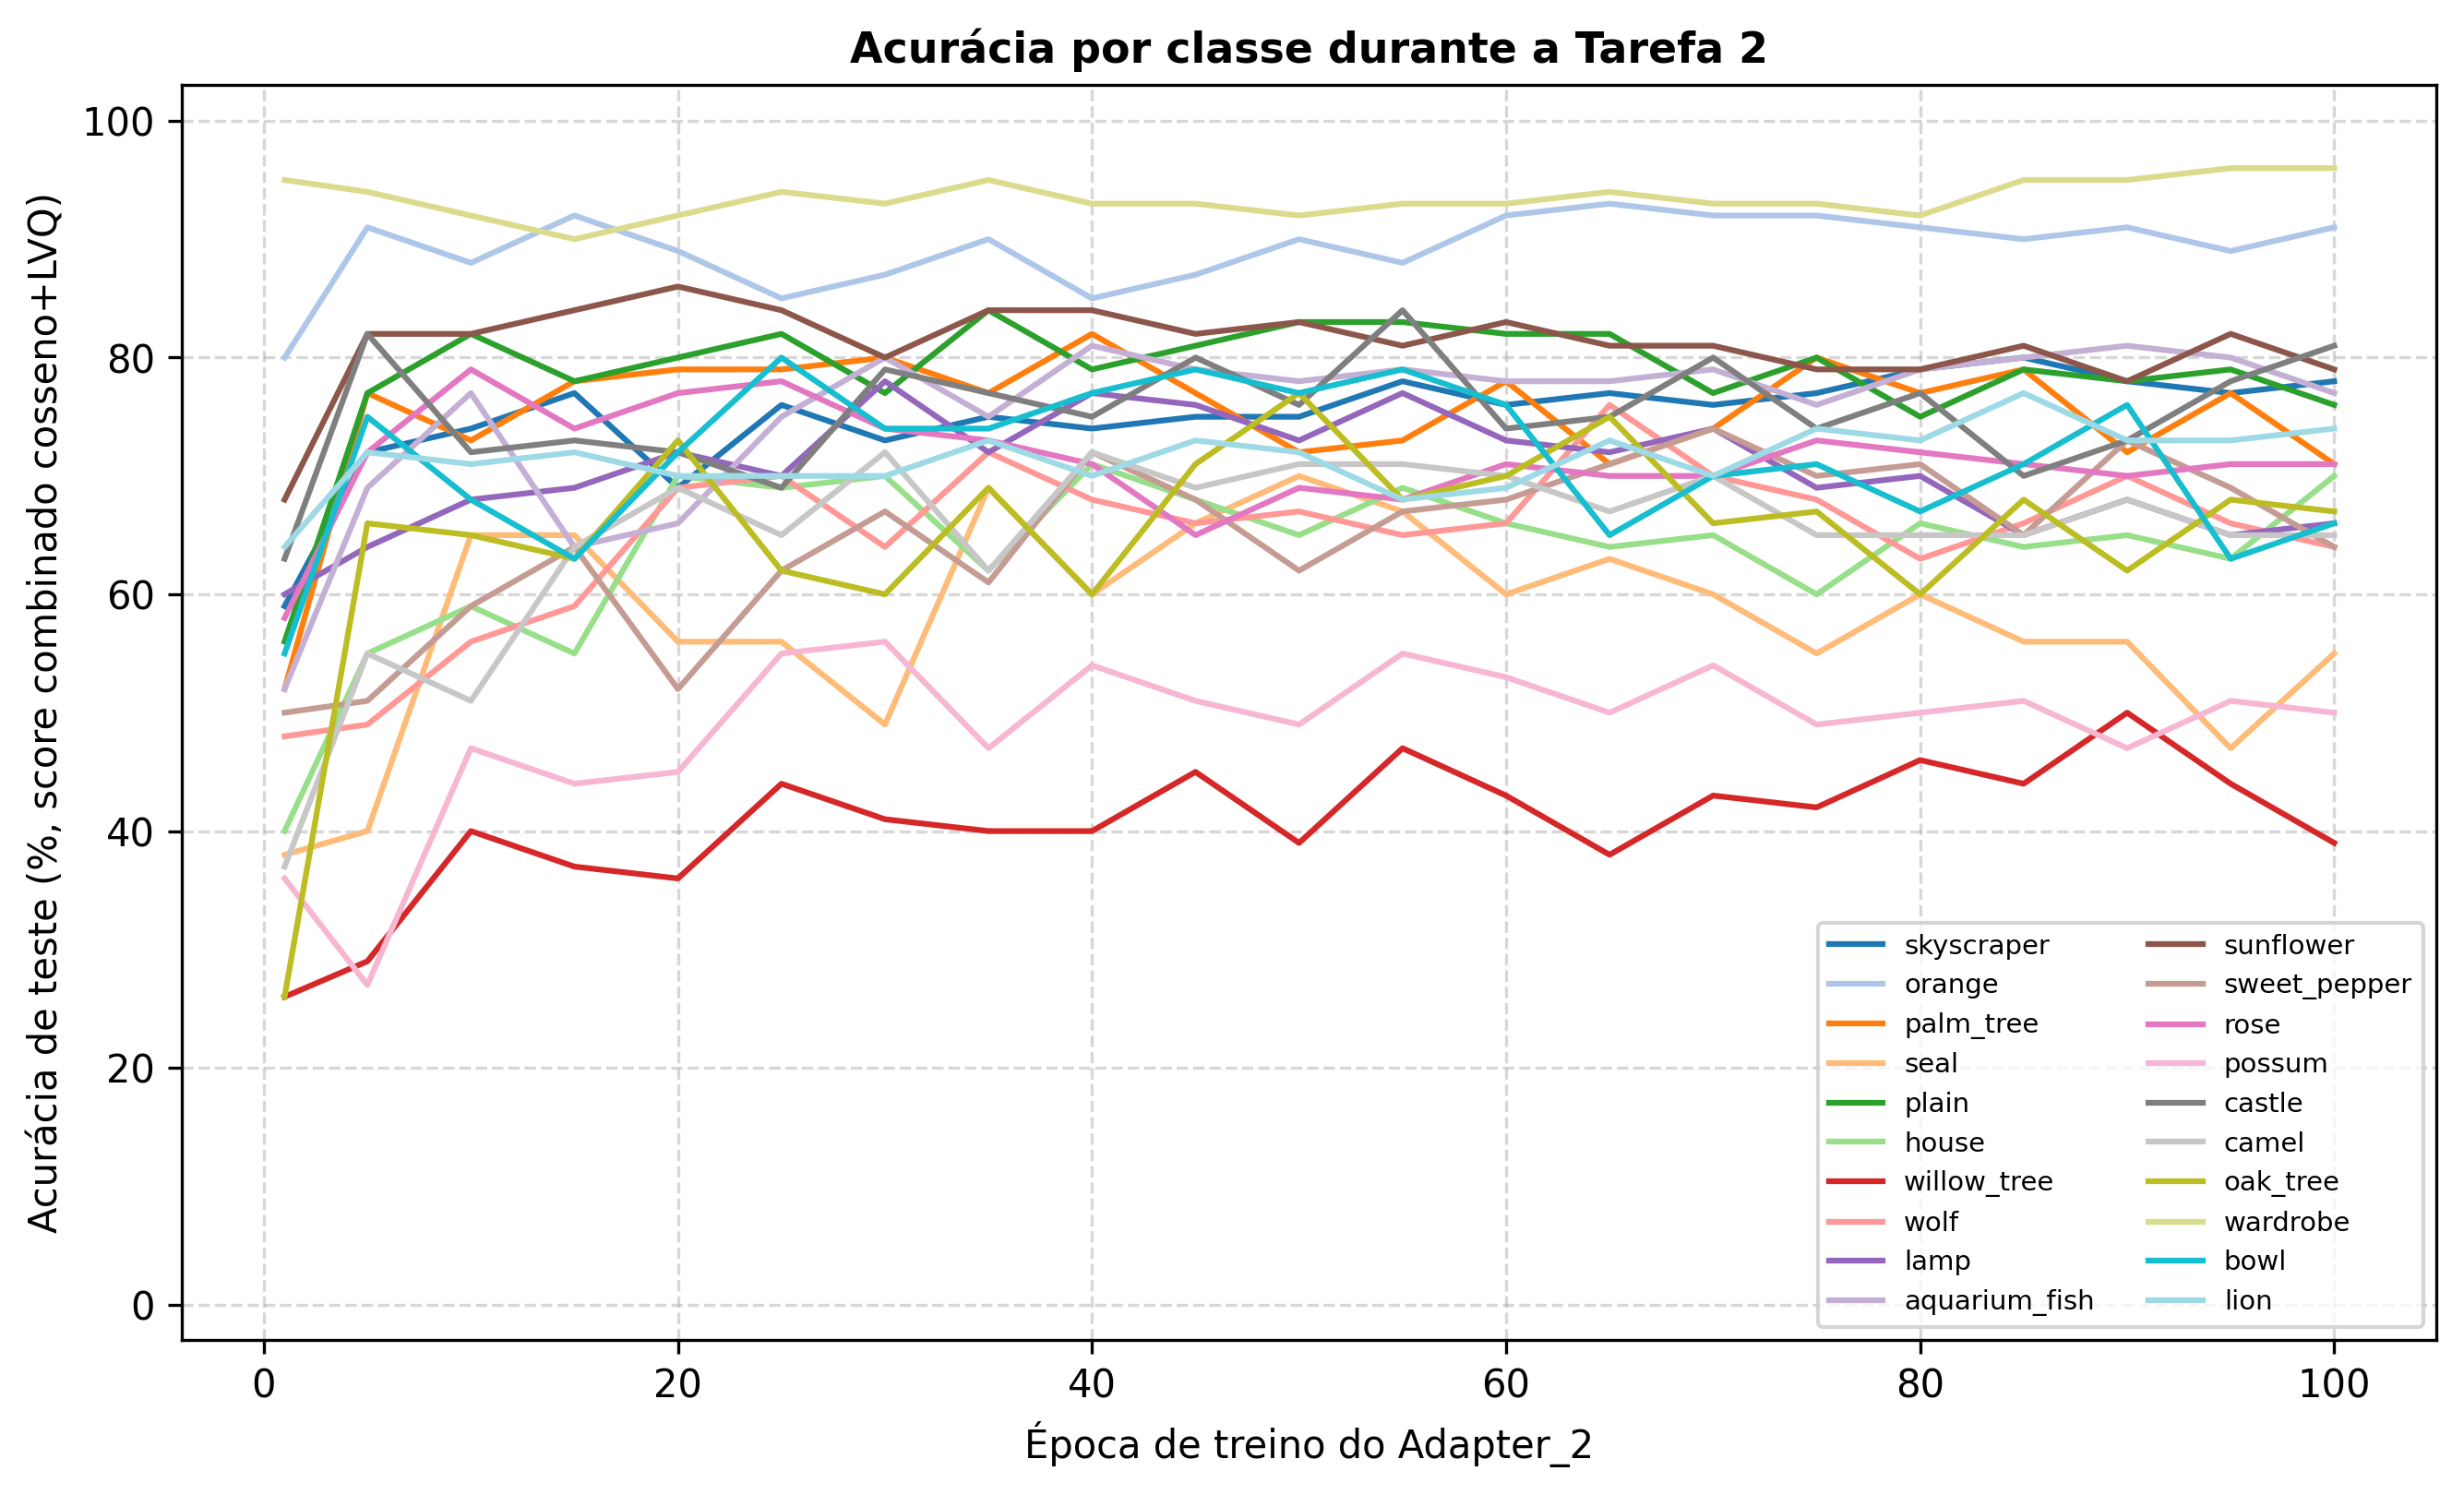 Acurácia por classe durante a Tarefa 2
Acurácia de teste (%, score combinado cosseno+LVQ)
100
80
60
40
20
0
0 20 40 60 80 100
Época de treino do Adapter_2
skyscraper
orange
palm_tree
seal
plain
house
willow_tree
wolf
lamp
aquarium_fish
sunflower
sweet_pepper
rose
possum
castle
camel
oak_tree
wardrobe
bowl
lion